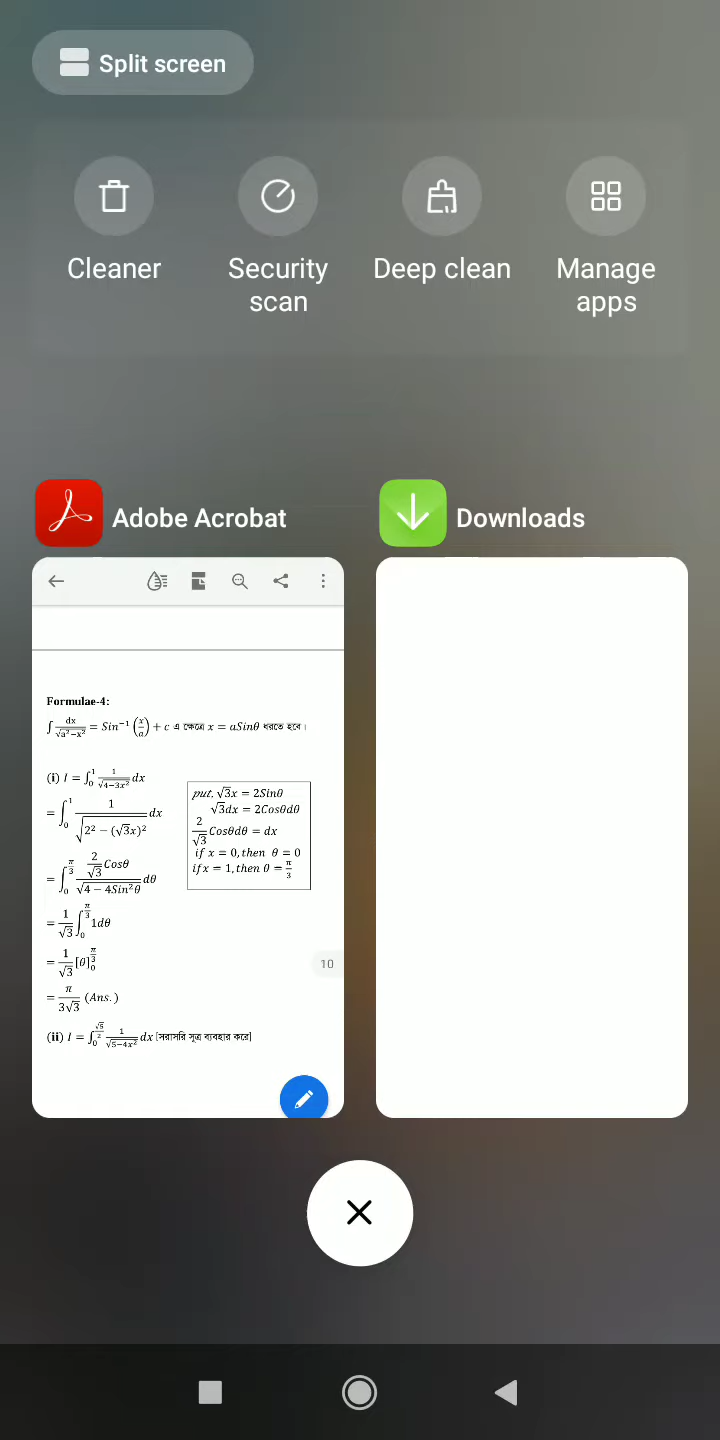 Split screen
Cleaner
Security scan
Deep clean
Manage apps
Adobe Acrobat
Downloads
Formulae-4:
∫ dx/√(a²−x²) = Sin⁻¹ (x/a) + c এ ক্ষেত্রে x = aSinθ ধরতে হবে।
(i) I = ∫₀¹ 1/√(4−3x²) dx
= ∫₀¹ 1/√(2² − (√3x)²) dx
= ∫₀^(π/3) (2/√3 Cosθ)/√(4 − 4Sin²θ) dθ
= 1/√3 ∫₀^(π/3) 1dθ
= 1/√3 [θ]₀^(π/3)
= π/(3√3) (Ans.)
put, √3x = 2Sinθ
√3dx = 2Cosθdθ
2/√3 Cosθdθ = dx
if x = 0, then θ = 0
if x = 1, then θ = π/3
10
(ii) I = ∫₀^(√5/2) 1/√(5−4x²) dx [সরাসরি সূত্র ব্যবহার করে]